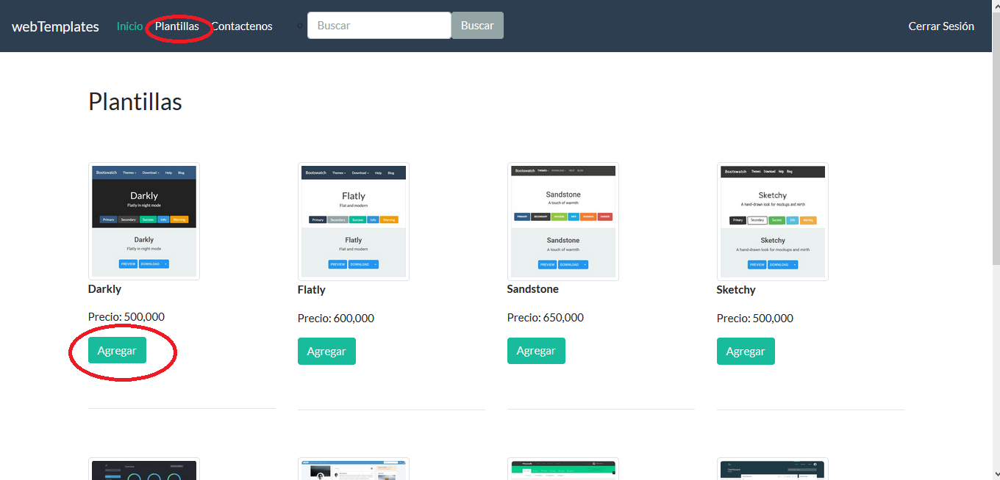 webTemplates Inicio Plantillas Contactenos Buscar Buscar Cerrar Sesión
Plantillas
Bootswatch Themes Download Help Blog
Darkly
Flatly in night mode
Primary Secondary Success Info Warning
Darkly
Flatly in night mode
PREVIEW DOWNLOAD
Darkly
Precio: 500,000
Agregar
Bootswatch Themes Download Help Blog
Flatly
Flat and modern
Primary Secondary Success Info Warning
Flatly
Flat and modern
PREVIEW DOWNLOAD
Flatly
Precio: 600,000
Agregar
Bootswatch THEMES DOWNLOAD HELP BLOG
Sandstone
A touch of warmth
PRIMARY SECONDARY SUCCESS INFO WARNING DANGER
Sandstone
A touch of warmth
PREVIEW DOWNLOAD
Sandstone
Precio: 650,000
Agregar
Bootswatch Themes Download Help Blog
Sketchy
A hand-drawn look for mockups and mirth
Primary Secondary Success Info Warning
Sketchy
A hand-drawn look for mockups and mirth
PREVIEW DOWNLOAD
Sketchy
Precio: 500,000
Agregar